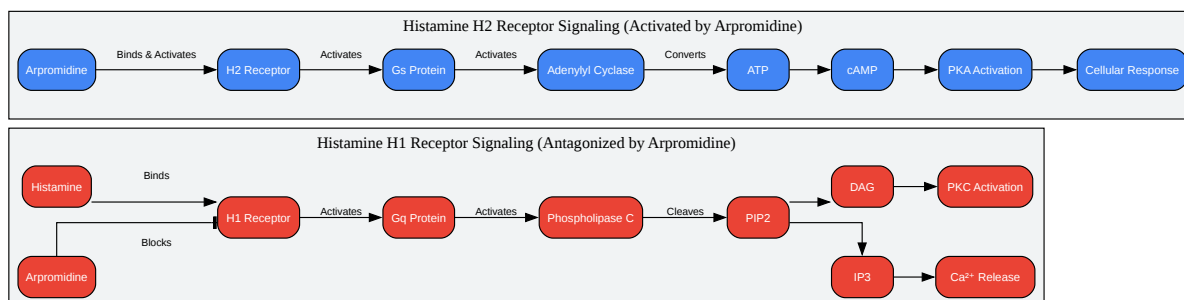 Histamine H2 Receptor Signaling (Activated by Arpromidine)
Arpromidine
Binds & Activates
H2 Receptor
Activates
Gs Protein
Activates
Adenylyl Cyclase
Converts
ATP
cAMP
PKA Activation
Cellular Response
Histamine H1 Receptor Signaling (Antagonized by Arpromidine)
Histamine
Binds
Arpromidine
Blocks
H1 Receptor
Activates
Gq Protein
Activates
Phospholipase C
Cleaves
PIP2
DAG
PKC Activation
IP3
Ca²⁺ Release